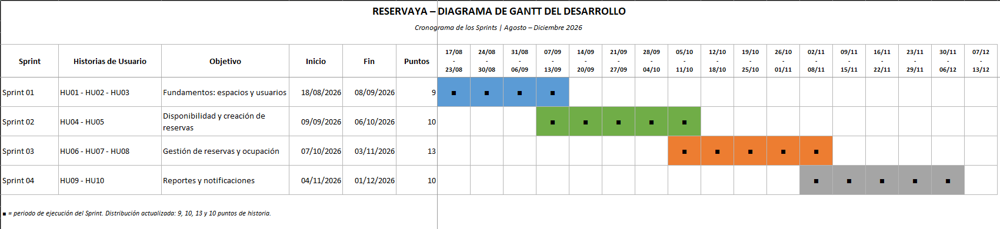 RESERVAYA – DIAGRAMA DE GANTT DEL DESARROLLO
Cronograma de los Sprints | Agosto – Diciembre 2026
Sprint Historias de Usuario Objetivo Inicio Fin Puntos 17/08 - 23/08 24/08 - 30/08 31/08 - 06/09 07/09 - 13/09 14/09 - 20/09 21/09 - 27/09 28/09 - 04/10 05/10 - 11/10 12/10 - 18/10 19/10 - 25/10 26/10 - 01/11 02/11 - 08/11 09/11 - 15/11 16/11 - 22/11 23/11 - 29/11 30/11 - 06/12 07/12 - 13/12
Sprint 01 HU01 - HU02 - HU03 Fundamentos: espacios y usuarios 18/08/2026 08/09/2026 9 ■ ■ ■ ■
Sprint 02 HU04 - HU05 Disponibilidad y creación de reservas 09/09/2026 06/10/2026 10 ■ ■ ■ ■ ■
Sprint 03 HU06 - HU07 - HU08 Gestión de reservas y ocupación 07/10/2026 03/11/2026 13 ■ ■ ■ ■ ■
Sprint 04 HU09 - HU10 Reportes y notificaciones 04/11/2026 01/12/2026 10 ■ ■ ■ ■ ■
■ = periodo de ejecución del Sprint. Distribución actualizada: 9, 10, 13 y 10 puntos de historia.